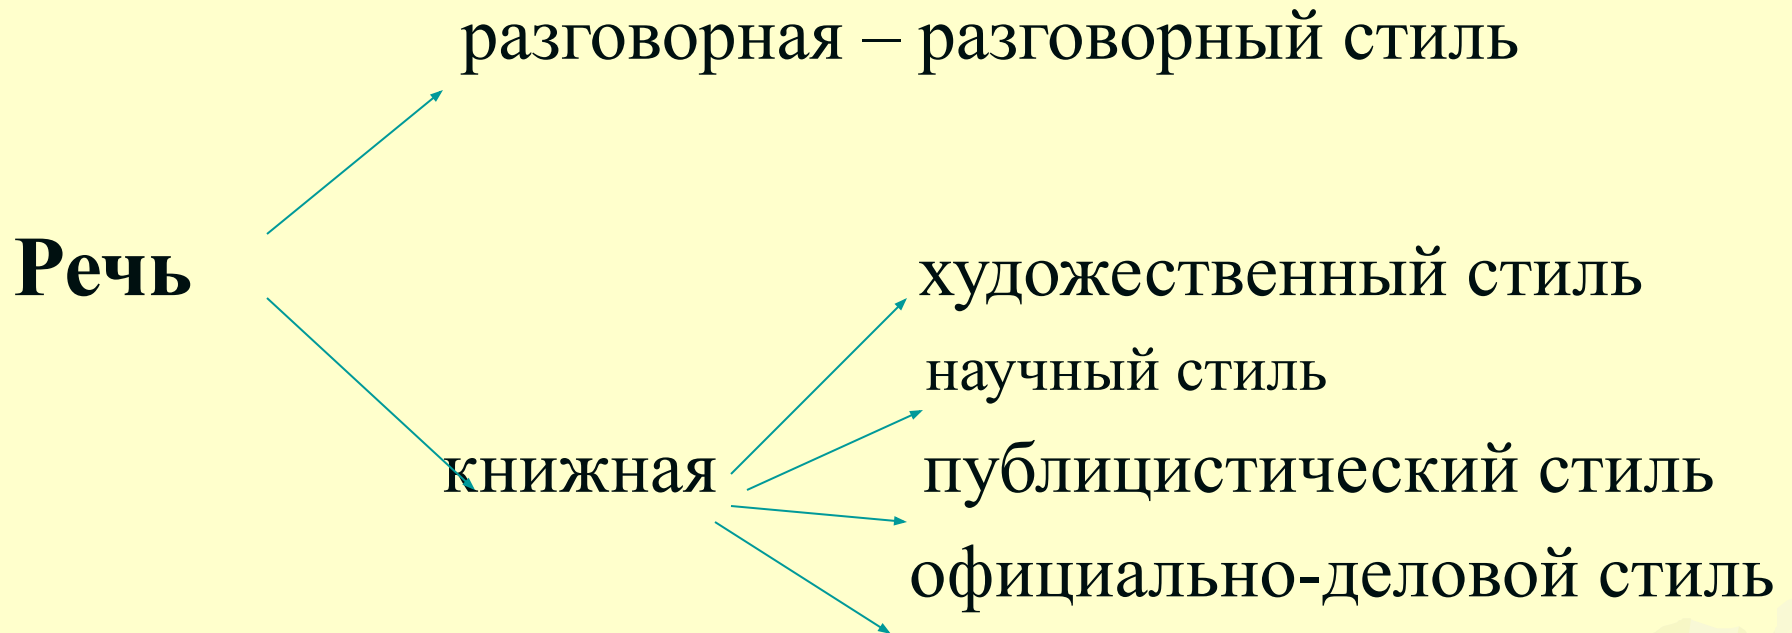 разговорная – разговорный стиль
Речь
художественный стиль
научный стиль
книжная
публицистический стиль
официально-деловой стиль